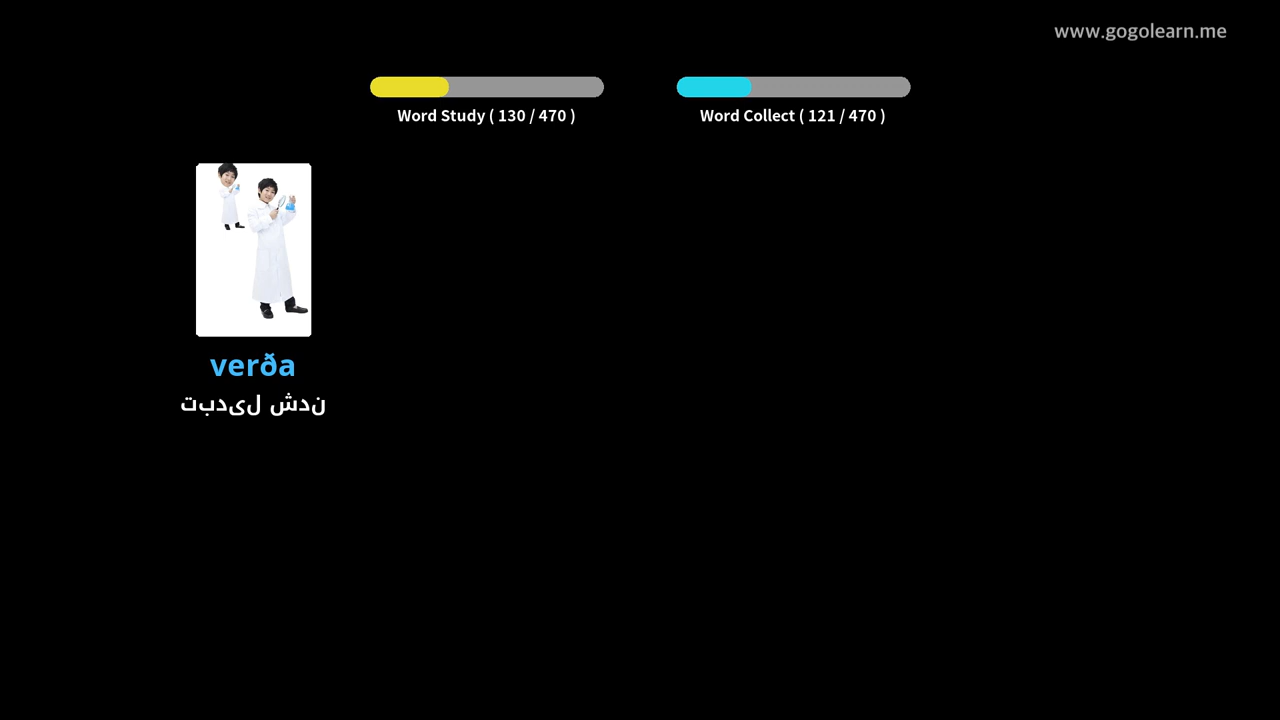 www.gogolearn.me
Word Study ( 130 / 470 )
Word Collect ( 121 / 470 )
verða
ندش لیدبت